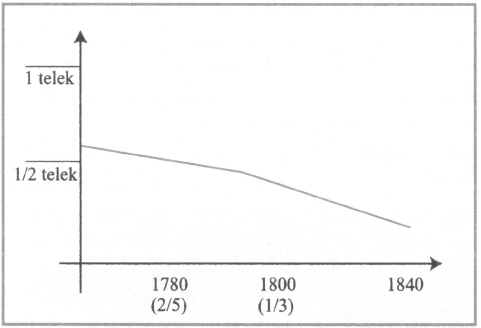 1 telek
1/2 telek
1780 1800 1840
(2/5) (1/3)